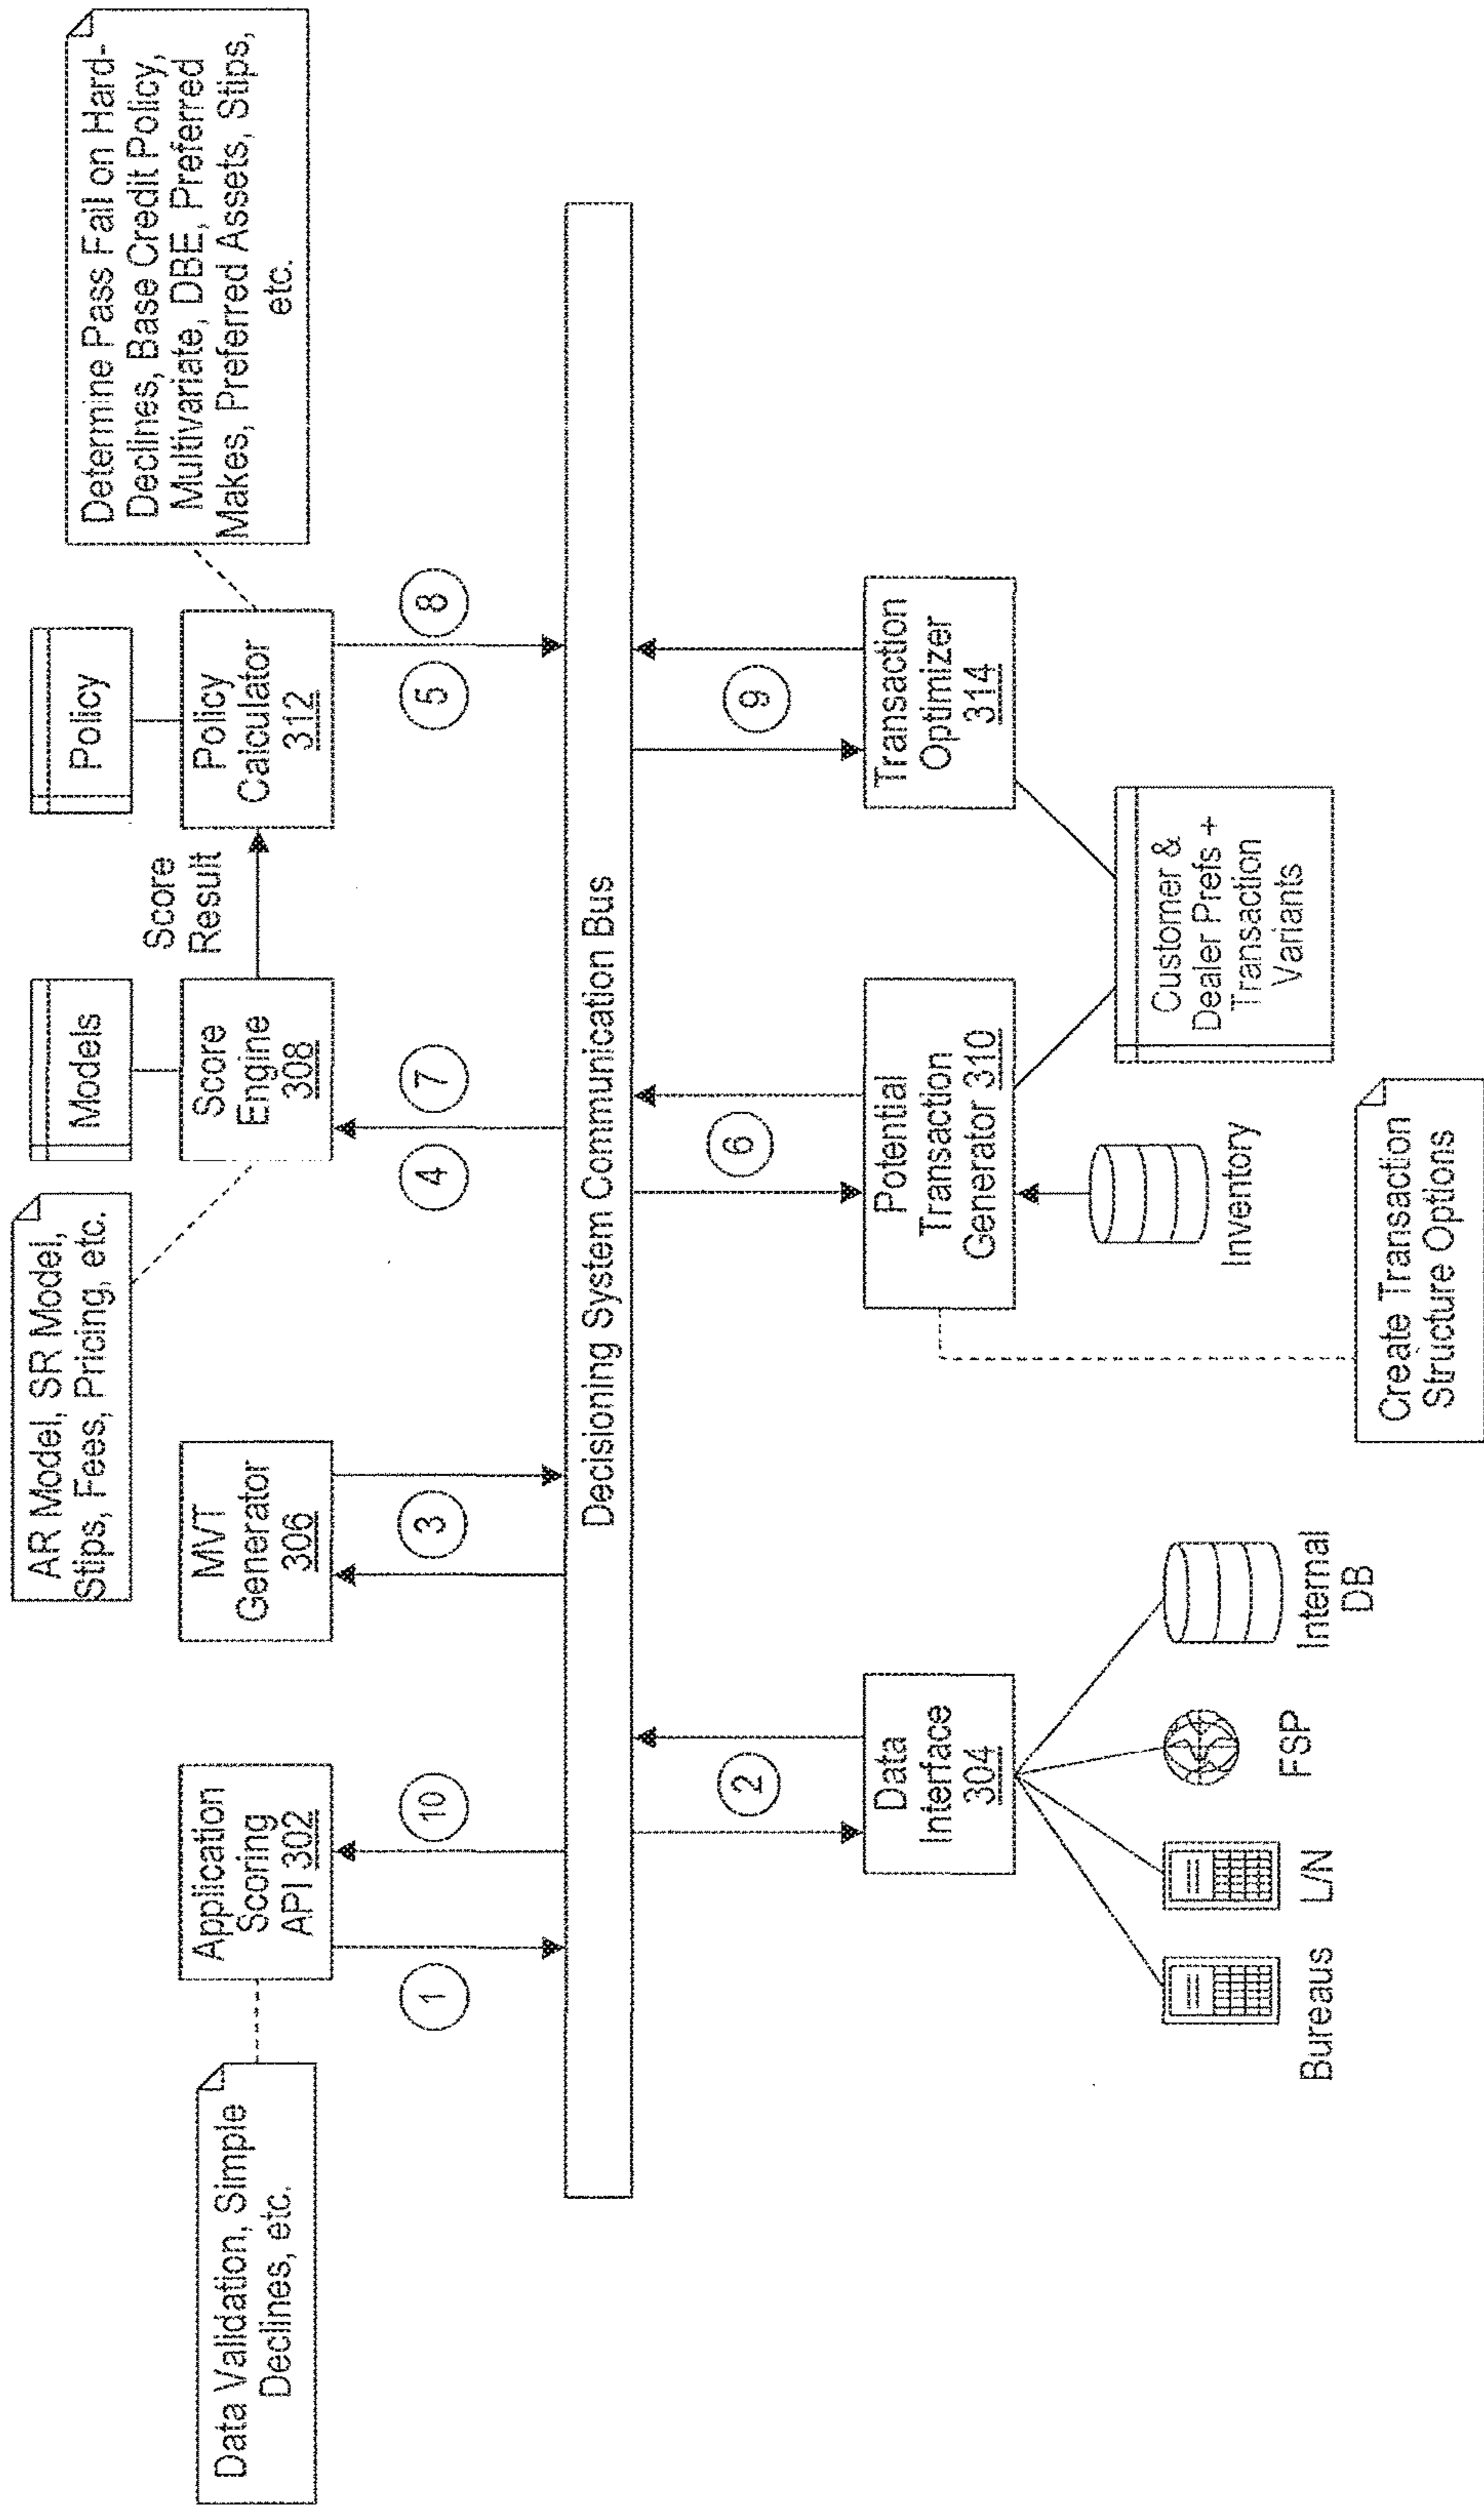 Data Validation, Simple
Declines, etc.
Application
Scoring
API 302
1
10
MVT
Generator
306
3
AR Model, SR Model,
Stips, Fees, Pricing, etc.
Models
Score
Engine
308
4
7
Score
Result
Policy
Policy
Calculator
312
5
8
Determine Pass Fail on Hard-
Declines, Base Credit Policy,
Multivariate, DBE, Preferred
Makes, Preferred Assets, Stips,
etc.
Decisioning System Communication Bus
2
Data
Interface
304
Bureaus
L/N
FSP
Internal
DB
6
Potential
Transaction
Generator 310
Inventory
Create Transaction
Structure Options
9
Transaction
Optimizer
314
Customer &
Dealer Prefs +
Transaction
Variants